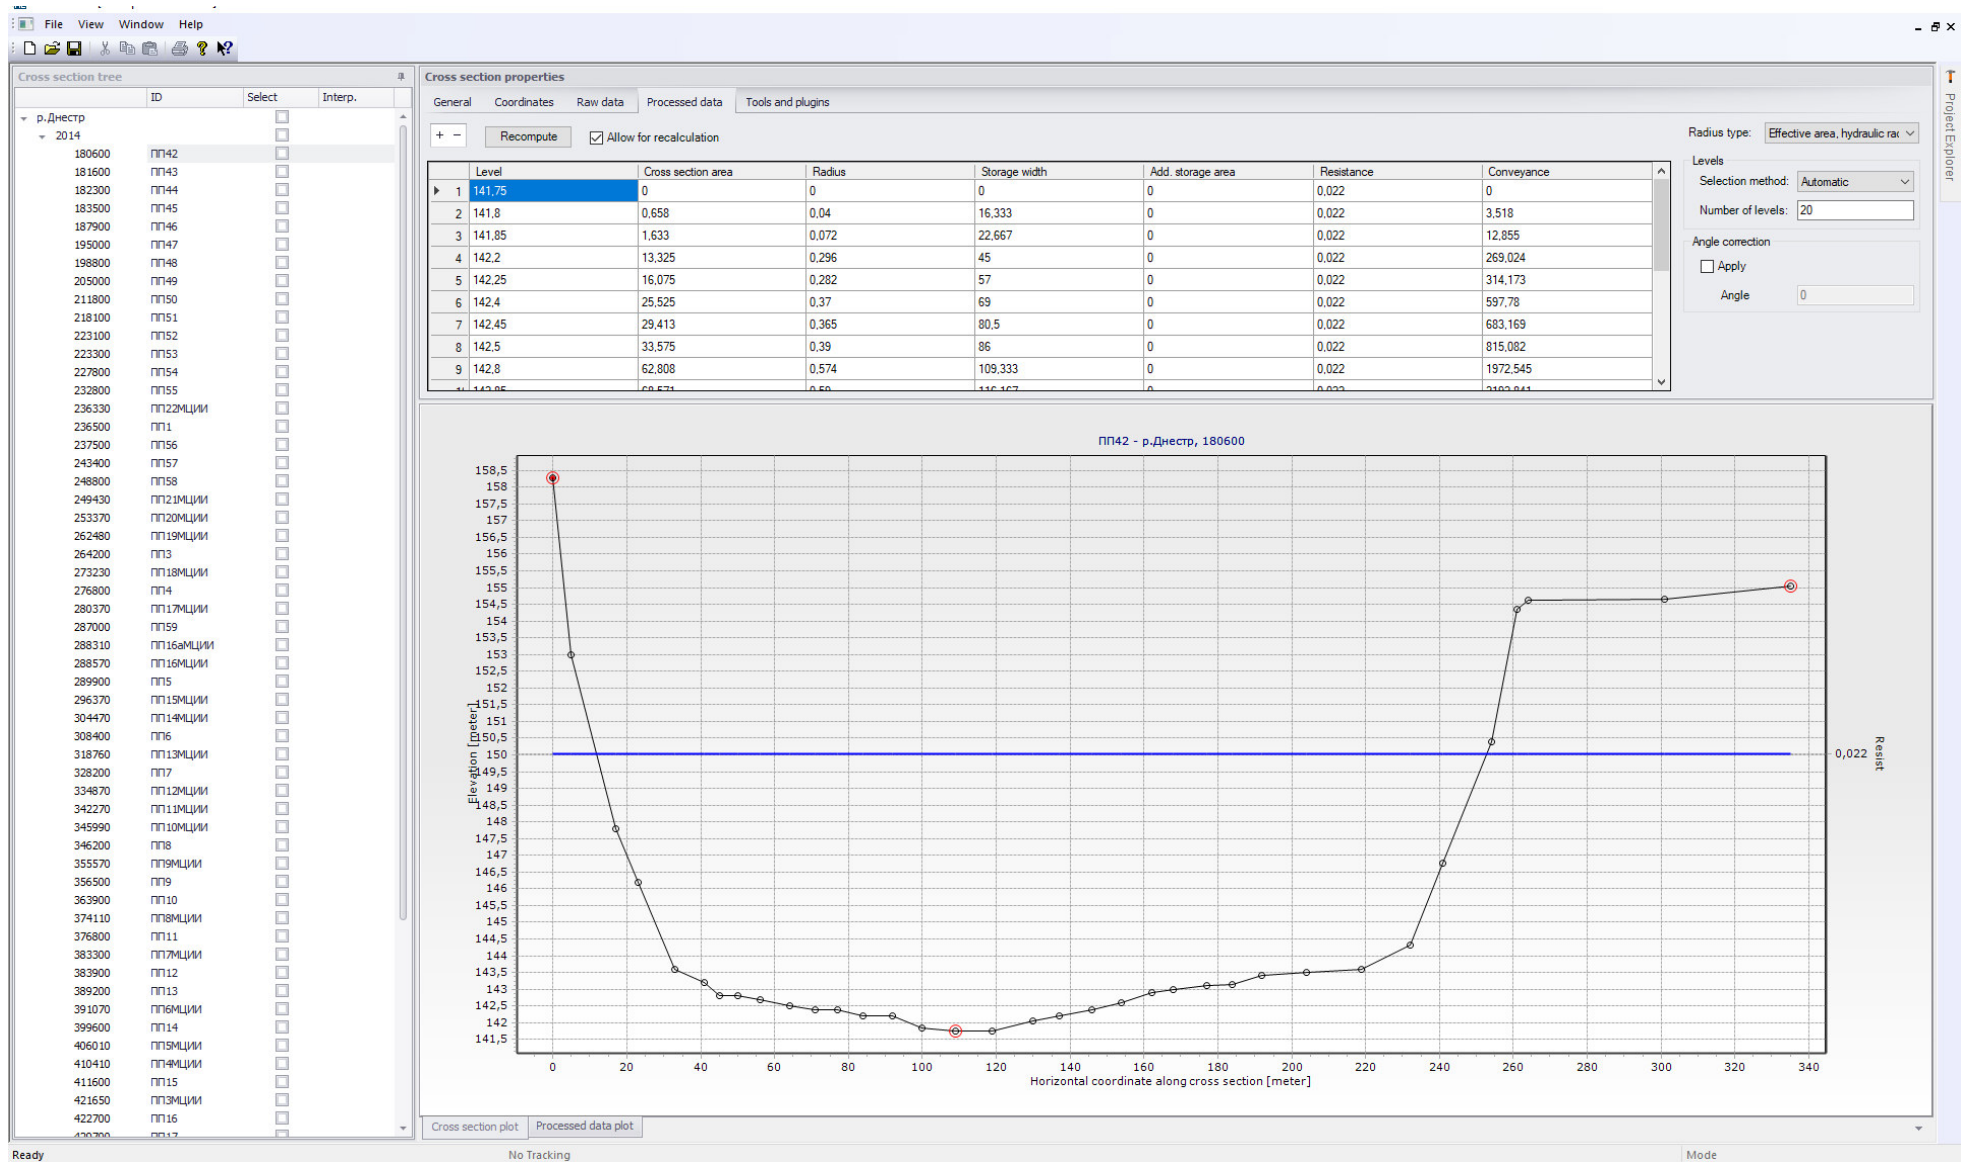 File View Window Help
Cross section tree
ID Select Interp.
р.Днестр
2014
180600 ПП42
181600 ПП43
182300 ПП44
183500 ПП45
187900 ПП46
195000 ПП47
198800 ПП48
205000 ПП49
211800 ПП50
218100 ПП51
223100 ПП52
223300 ПП53
227800 ПП54
232800 ПП55
236330 ПП22МЦИИ
236500 ПП1
237500 ПП56
243400 ПП57
248800 ПП58
249430 ПП21МЦИИ
253370 ПП20МЦИИ
262480 ПП19МЦИИ
264200 ПП3
273230 ПП18МЦИИ
276800 ПП4
280370 ПП17МЦИИ
287000 ПП59
288310 ПП16аМЦИИ
288570 ПП16МЦИИ
289900 ПП5
296370 ПП15МЦИИ
304470 ПП14МЦИИ
308400 ПП6
318760 ПП13МЦИИ
328200 ПП7
334870 ПП12МЦИИ
342270 ПП11МЦИИ
345990 ПП10МЦИИ
346200 ПП8
355570 ПП9МЦИИ
356500 ПП9
363900 ПП10
374110 ПП8МЦИИ
376800 ПП11
383300 ПП7МЦИИ
383900 ПП12
389200 ПП13
391070 ПП6МЦИИ
399600 ПП14
406010 ПП5МЦИИ
410410 ПП4МЦИИ
411600 ПП15
421650 ПП3МЦИИ
422700 ПП16
Cross section properties
General Coordinates Raw data Processed data Tools and plugins
+ − Recompute Allow for recalculation
Radius type: Effective area, hydraulic rac
Levels
Selection method: Automatic
Number of levels: 20
Angle correction
Apply
Angle 0
Level Cross section area Radius Storage width Add. storage area Resistance Conveyance
1 141,75 0 0 0 0 0,022 0
2 141,8 0,658 0,04 16,333 0 0,022 3,518
3 141,85 1,633 0,072 22,667 0 0,022 12,855
4 142,2 13,325 0,296 45 0 0,022 269,024
5 142,25 16,075 0,282 57 0 0,022 314,173
6 142,4 25,525 0,37 69 0 0,022 597,78
7 142,45 29,413 0,365 80,5 0 0,022 683,169
8 142,5 33,575 0,39 86 0 0,022 815,082
9 142,8 62,808 0,574 109,333 0 0,022 1972,545
Project Explorer
ПП42 - р.Днестр, 180600
158,5
158
157,5
157
156,5
156
155,5
155
154,5
154
153,5
153
152,5
152
151,5
151
150,5
150
149,5
149
148,5
148
147,5
147
146,5
146
145,5
145
144,5
144
143,5
143
142,5
142
141,5
Elevation [meter]
0 20 40 60 80 100 120 140 160 180 200 220 240 260 280 300 320 340
Horizontal coordinate along cross section [meter]
0,022
Resist
Cross section plot Processed data plot
Ready No Tracking Mode